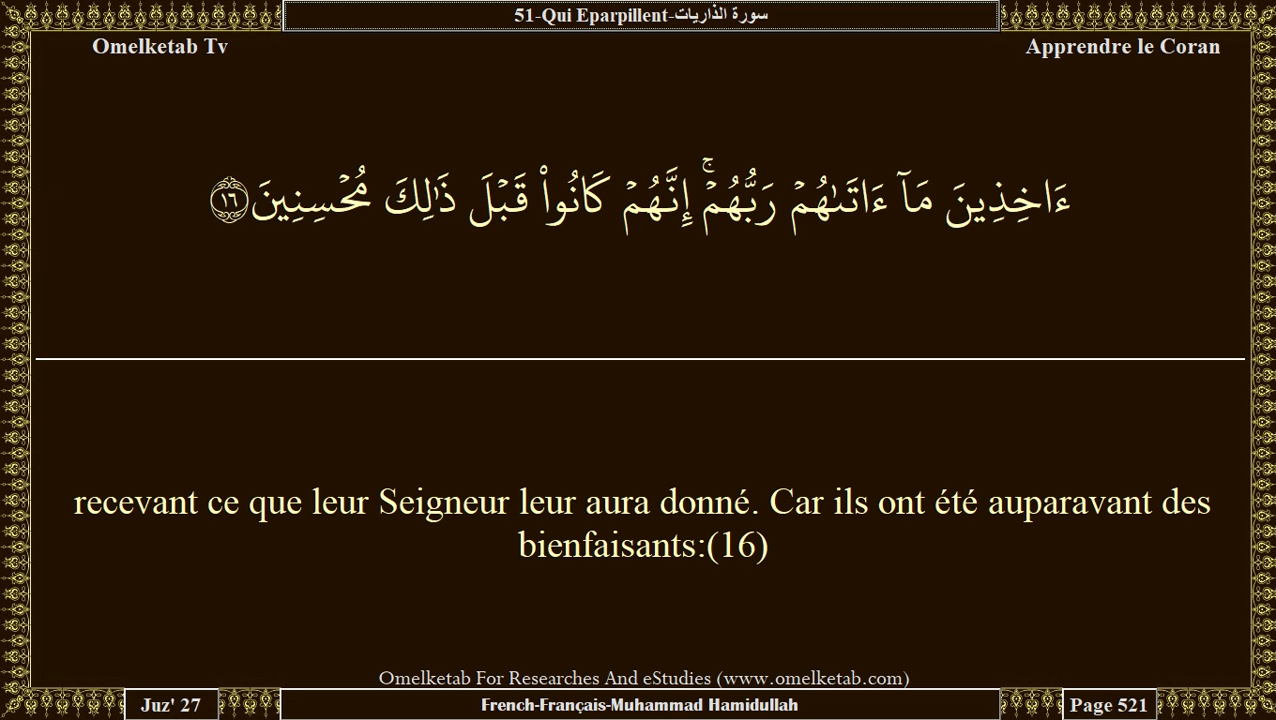 51-Qui Eparpillent-سورة الذاريات
Omelketab Tv
Apprendre le Coran
ءَاخِذِينَ مَآ ءَاتَىٰهُمۡ رَبُّهُمۡۚ إِنَّهُمۡ كَانُواْ قَبۡلَ ذَٰلِكَ مُحۡسِنِينَ ١٦
recevant ce que leur Seigneur leur aura donné. Car ils ont été auparavant des
bienfaisants:(16)
Omelketab For Researches And eStudies (www.omelketab.com)
Juz' 27
French-Français-Muhammad Hamidullah
Page 521